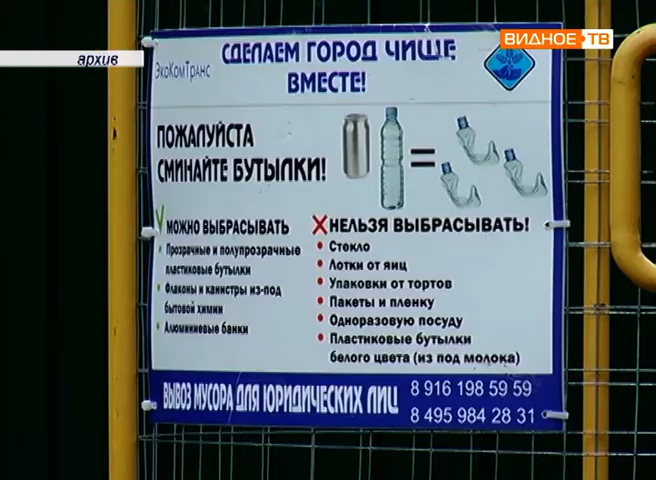 архив
ВИДНОЕ ТВ
ЭкоКомТранс
СДЕЛАЕМ ГОРОД ЧИЩЕ
ВМЕСТЕ!
ПОЖАЛУЙСТА
СМИНАЙТЕ БУТЫЛКИ!
=
МОЖНО ВЫБРАСЫВАТЬ
Прозрачные и полупрозрачные
пластиковые бутылки
Флаконы и канистры из-под
бытовой химии
Алюминиевые банки
НЕЛЬЗЯ ВЫБРАСЫВАТЬ!
Стекло
Лотки от яиц
Упаковки от тортов
Пакеты и пленку
Одноразовую посуду
Пластиковые бутылки
белого цвета (из под молока)
ВЫВОЗ МУСОРА ДЛЯ ЮРИДИЧЕСКИХ ЛИЦ
8 916 198 59 59
8 495 984 28 31